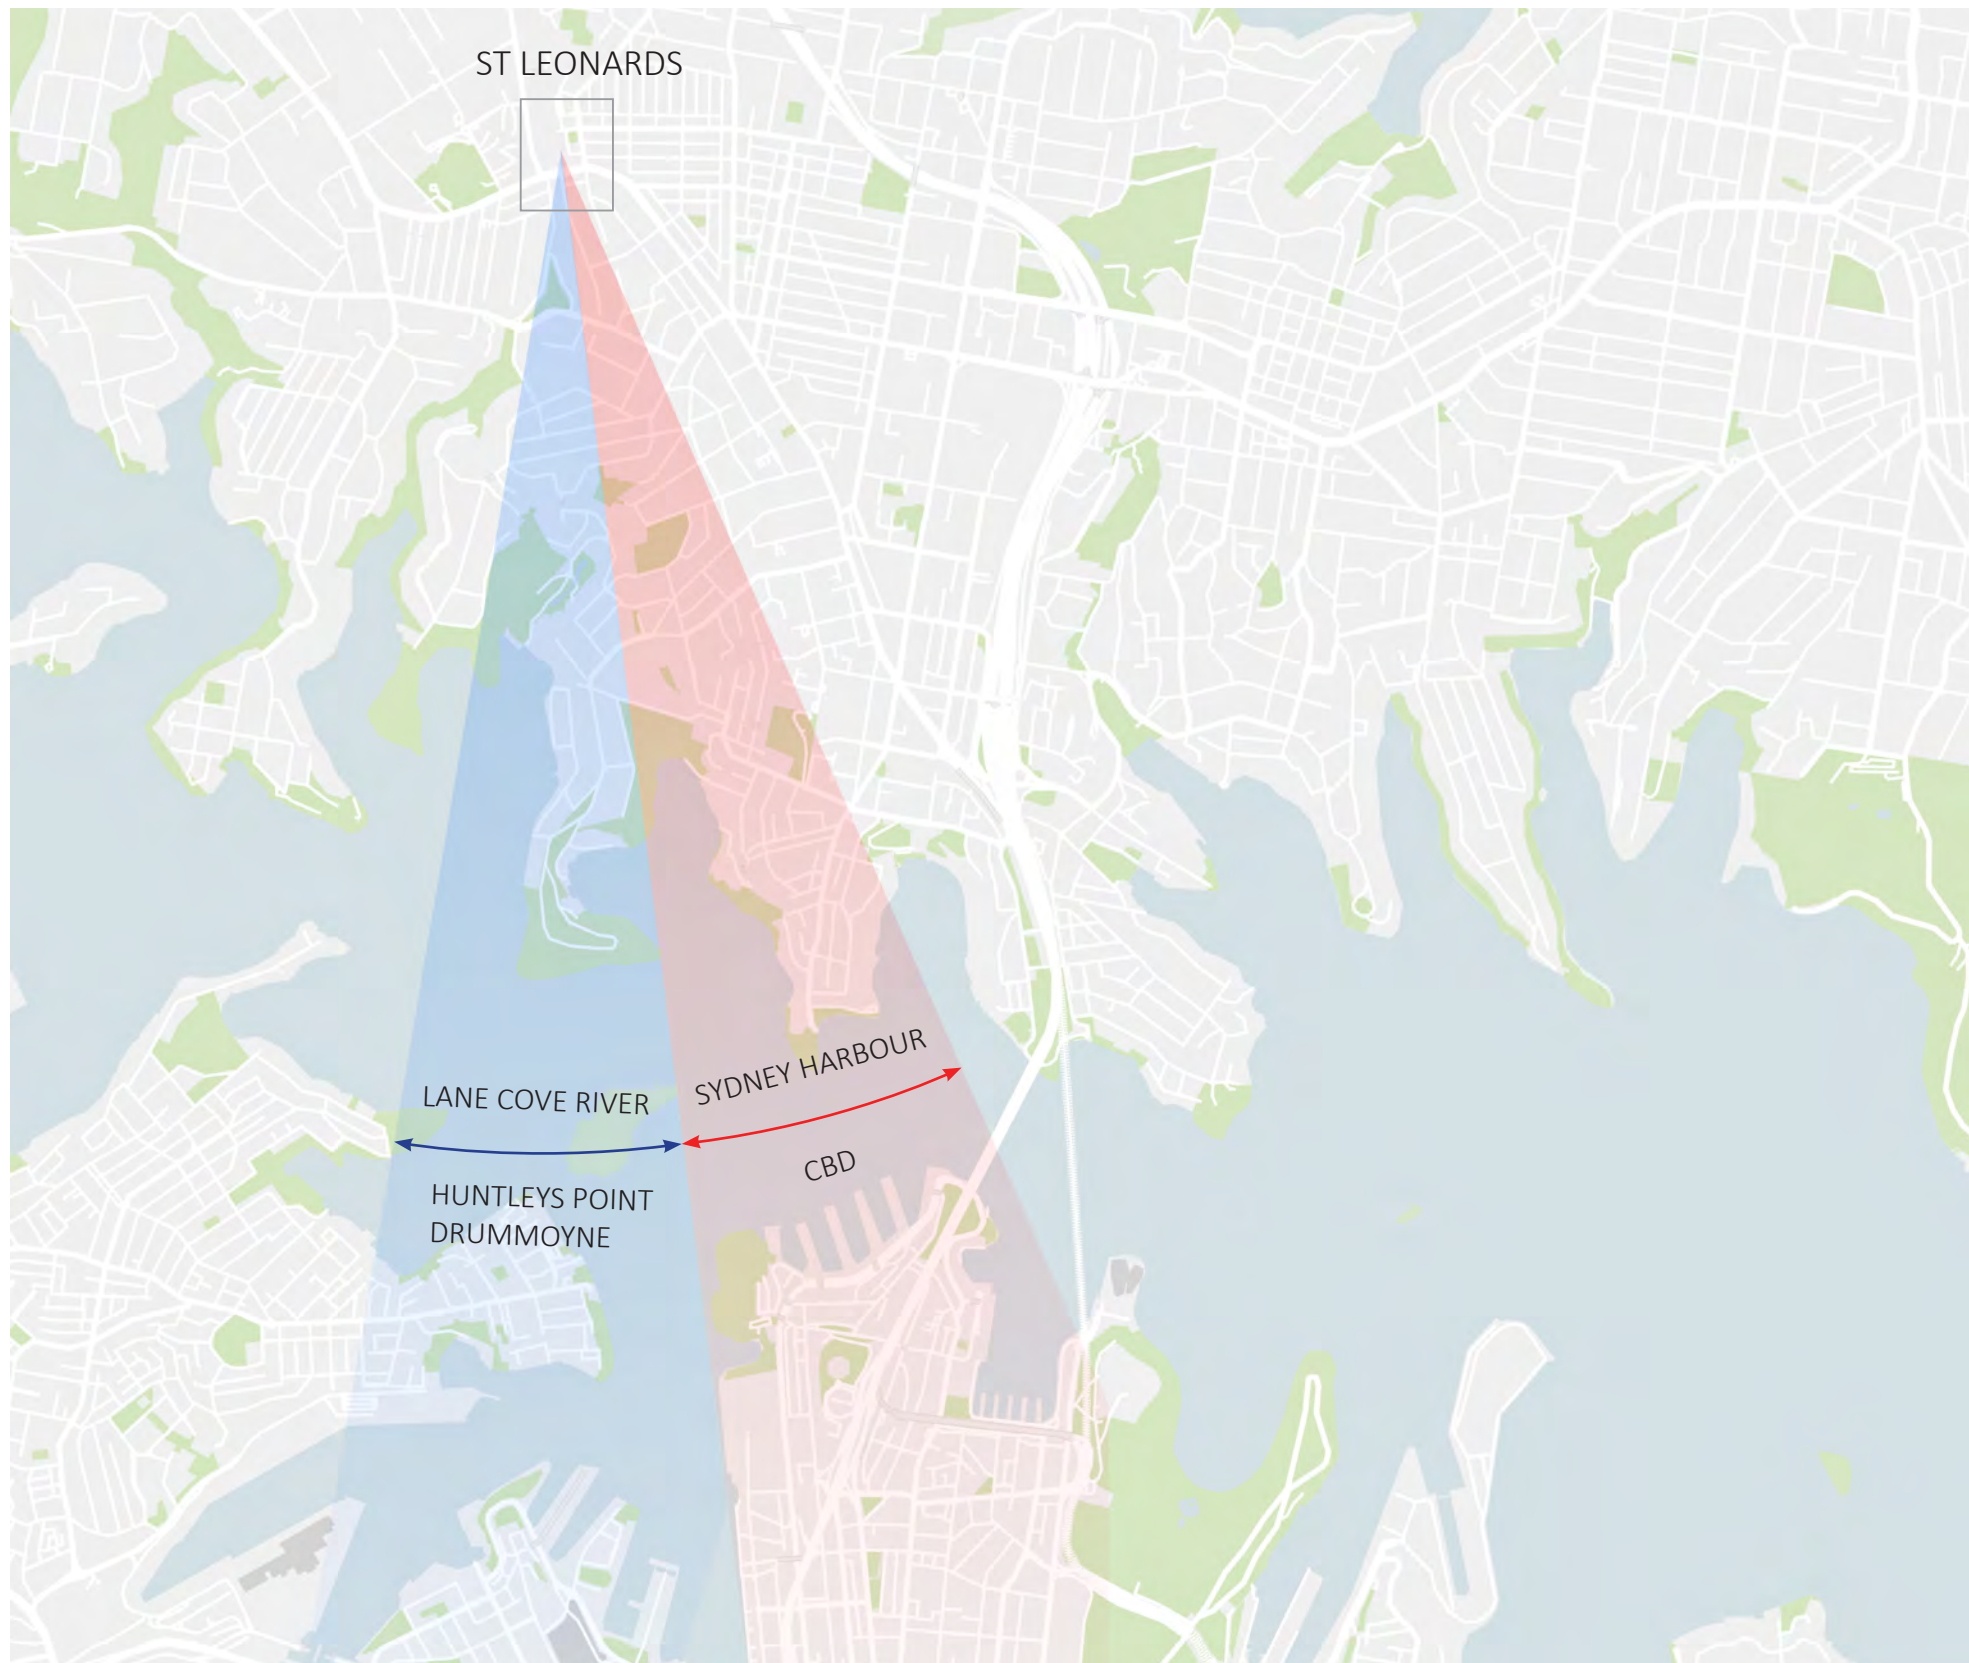 ST LEONARDS
SYDNEY HARBOUR
LANE COVE RIVER
CBD
HUNTLEYS POINT
DRUMMOYNE